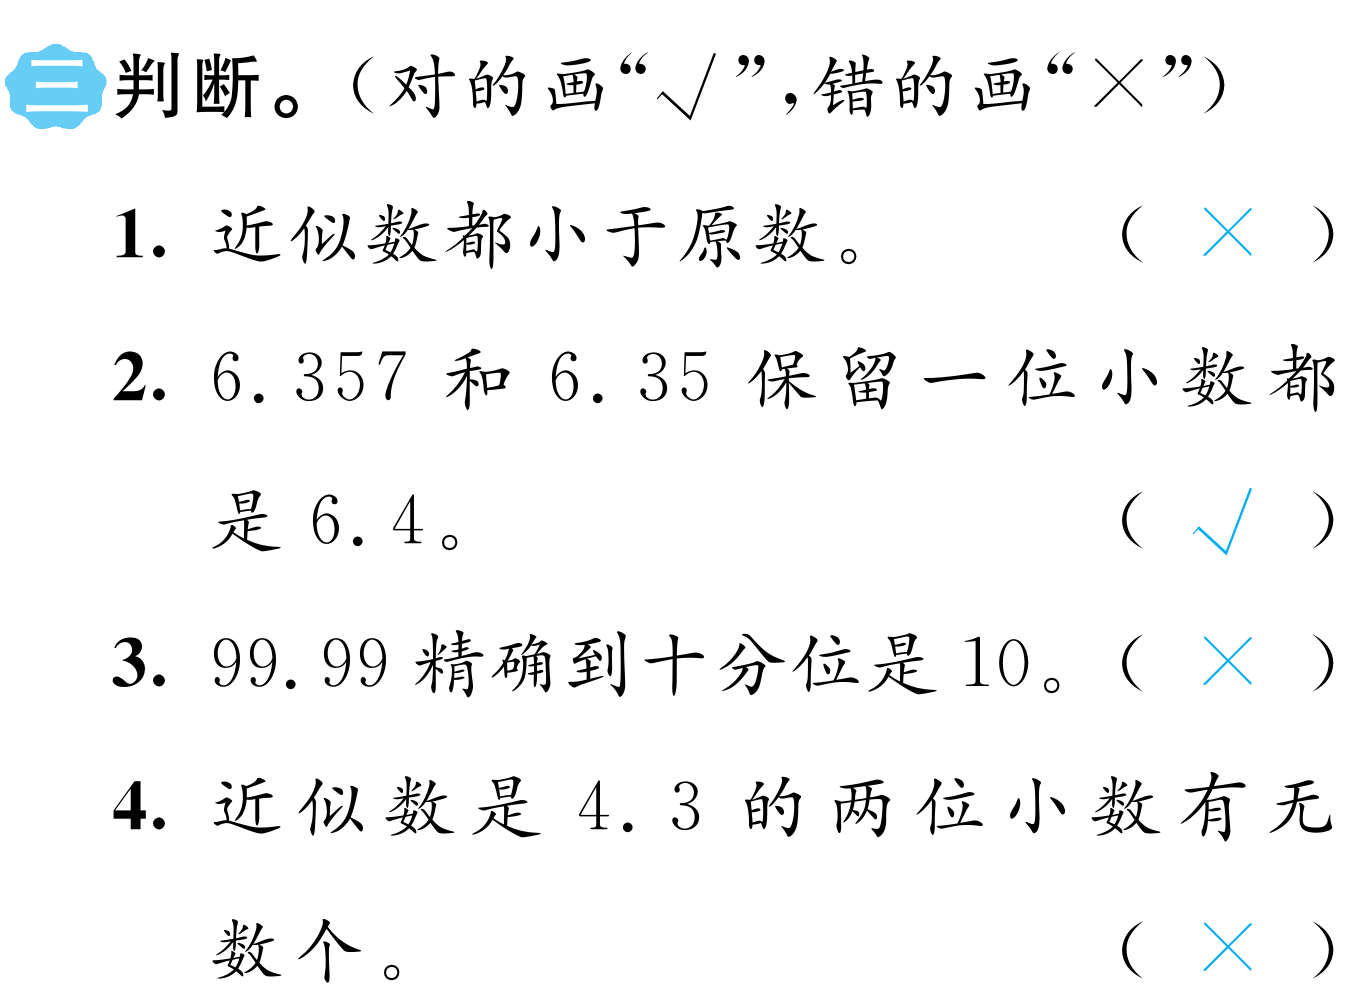 三 判断。（对的画“√”，错的画“×”）
1. 近似数都小于原数。 （ × ）
2. 6.357 和 6.35 保留一位小数都
是 6.4。 （ √ ）
3. 99.99 精确到十分位是 10。（ × ）
4. 近似数是 4.3 的两位小数有无
数个。 （ × ）